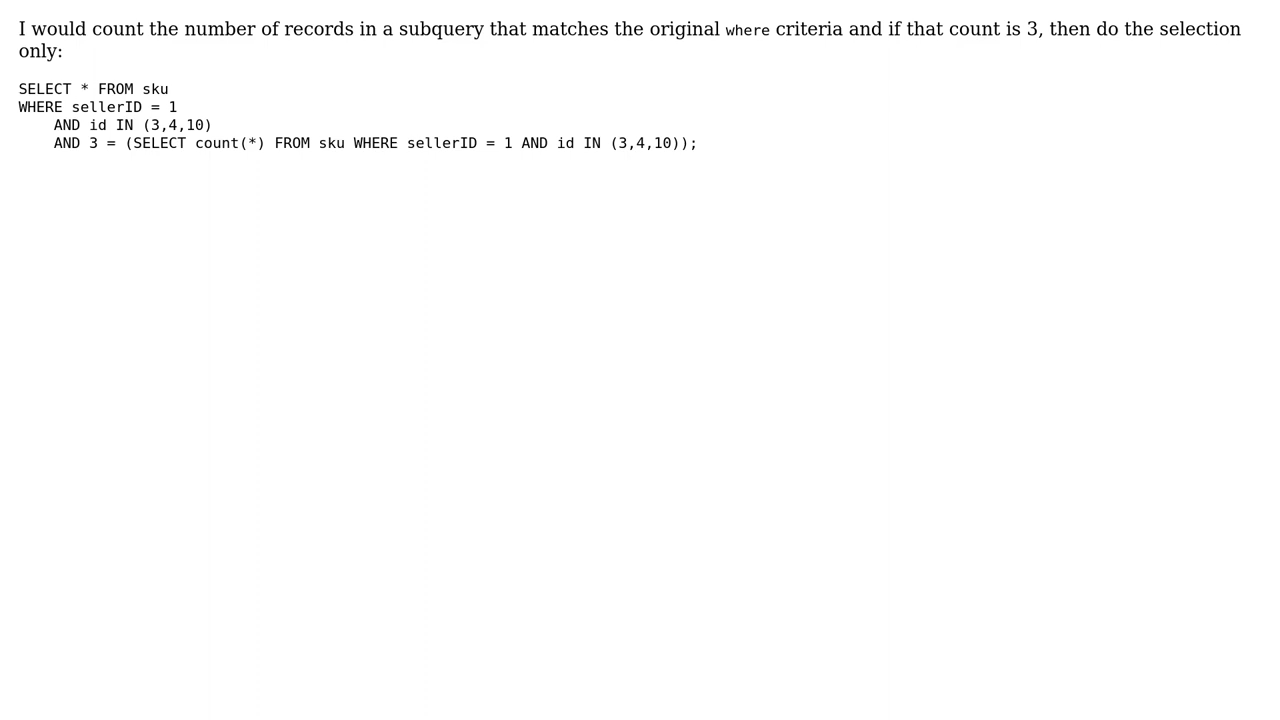 I would count the number of records in a subquery that matches the original where criteria and if that count is 3, then do the selection
only:
SELECT * FROM sku
WHERE sellerID = 1
    AND id IN (3,4,10)
    AND 3 = (SELECT count(*) FROM sku WHERE sellerID = 1 AND id IN (3,4,10));